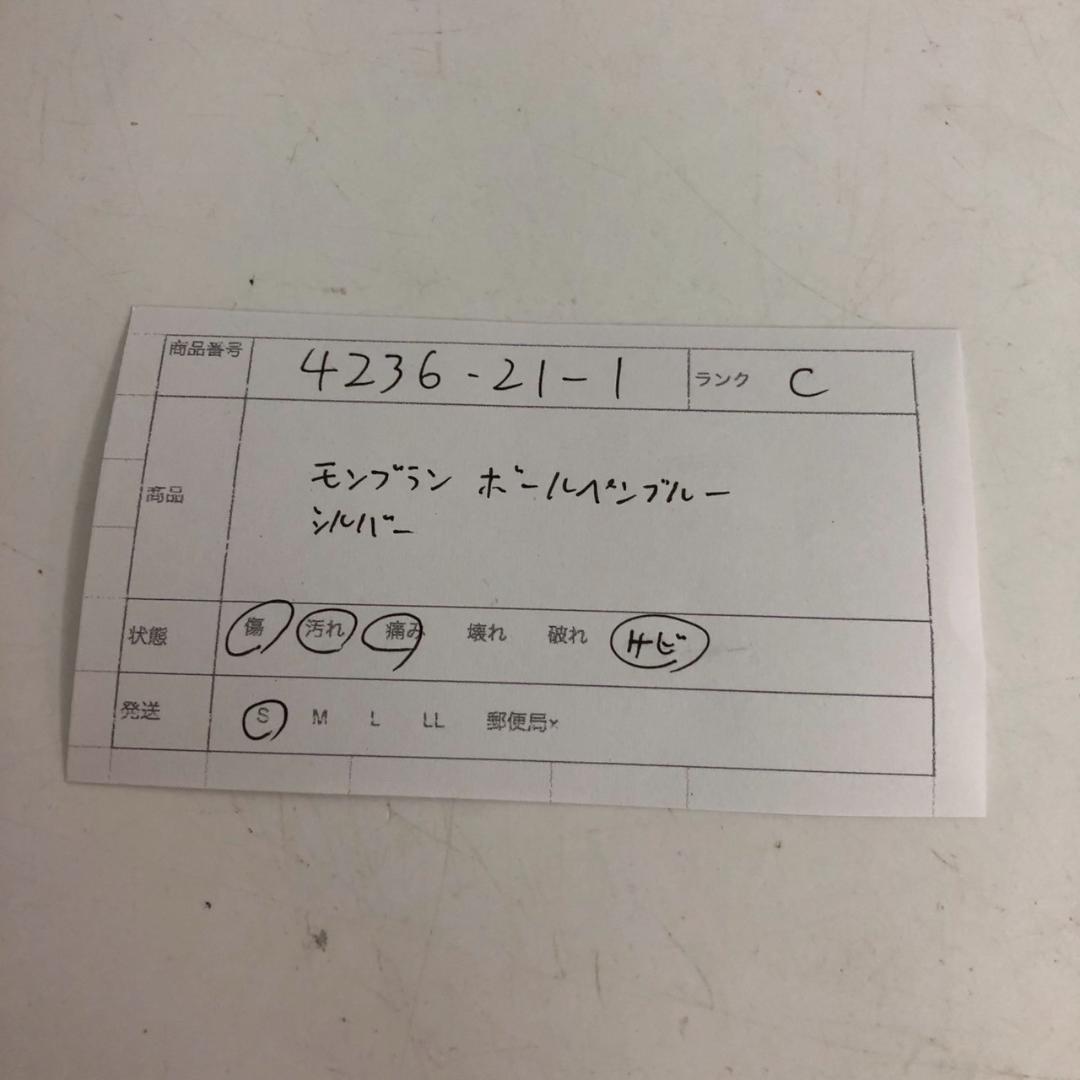 商品番号 4236-21-1 ランク C
商品 モンブラン ボールペンブルー
シルバー
状態 傷 汚れ 痛み 壊れ 破れ サビ
発送 S M L LL 郵便局×